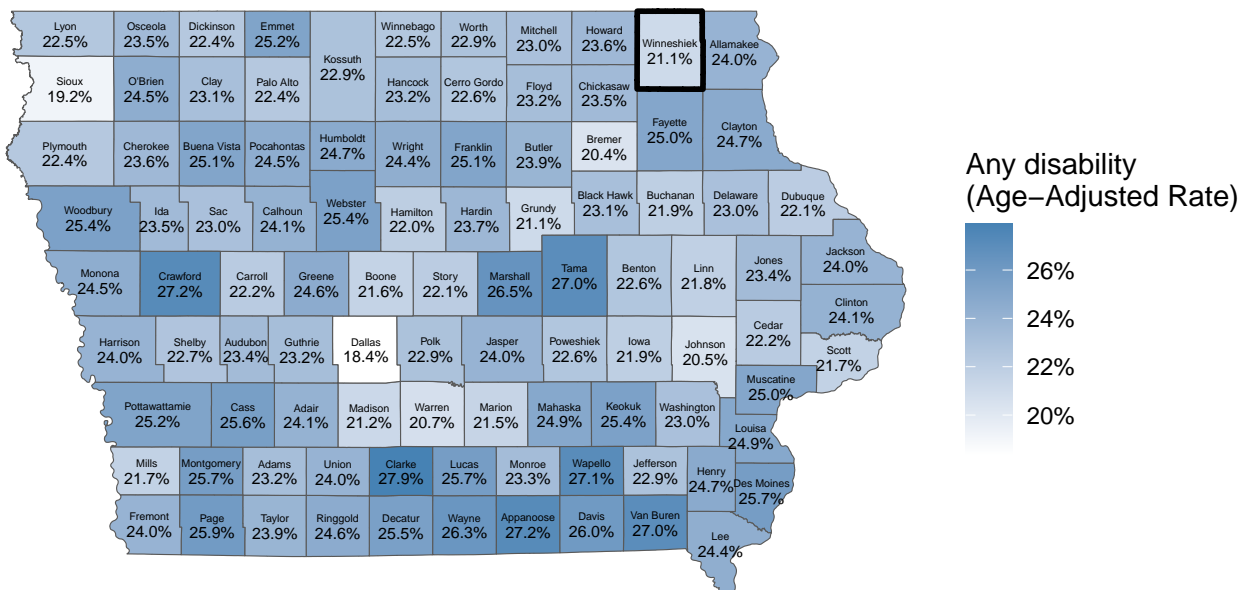 Lyon
22.5%
Osceola
23.5%
Dickinson
22.4%
Emmet
25.2%
Kossuth
22.9%
Winnebago
22.5%
Worth
22.9%
Mitchell
23.0%
Howard
23.6%
Winneshiek
21.1%
Allamakee
24.0%
Sioux
19.2%
O'Brien
24.5%
Clay
23.1%
Palo Alto
22.4%
Hancock
23.2%
Cerro Gordo
22.6%
Floyd
23.2%
Chickasaw
23.5%
Fayette
25.0%
Clayton
24.7%
Plymouth
22.4%
Cherokee
23.6%
Buena Vista
25.1%
Pocahontas
24.5%
Humboldt
24.7%
Wright
24.4%
Franklin
25.1%
Butler
23.9%
Bremer
20.4%
Woodbury
25.4%
Ida
23.5%
Sac
23.0%
Calhoun
24.1%
Webster
25.4%
Hamilton
22.0%
Hardin
23.7%
Grundy
21.1%
Black Hawk
23.1%
Buchanan
21.9%
Delaware
23.0%
Dubuque
22.1%
Monona
24.5%
Crawford
27.2%
Carroll
22.2%
Greene
24.6%
Boone
21.6%
Story
22.1%
Marshall
26.5%
Tama
27.0%
Benton
22.6%
Linn
21.8%
Jones
23.4%
Jackson
24.0%
Clinton
24.1%
Harrison
24.0%
Shelby
22.7%
Audubon
23.4%
Guthrie
23.2%
Dallas
18.4%
Polk
22.9%
Jasper
24.0%
Poweshiek
22.6%
Iowa
21.9%
Johnson
20.5%
Cedar
22.2%
Scott
21.7%
Muscatine
25.0%
Pottawattamie
25.2%
Cass
25.6%
Adair
24.1%
Madison
21.2%
Warren
20.7%
Marion
21.5%
Mahaska
24.9%
Keokuk
25.4%
Washington
23.0%
Louisa
24.9%
Mills
21.7%
Montgomery
25.7%
Adams
23.2%
Union
24.0%
Clarke
27.9%
Lucas
25.7%
Monroe
23.3%
Wapello
27.1%
Jefferson
22.9%
Henry
24.7%
Des Moines
25.7%
Fremont
24.0%
Page
25.9%
Taylor
23.9%
Ringgold
24.6%
Decatur
25.5%
Wayne
26.3%
Appanoose
27.2%
Davis
26.0%
Van Buren
27.0%
Lee
24.4%
Any disability
(Age−Adjusted Rate)
26%
24%
22%
20%